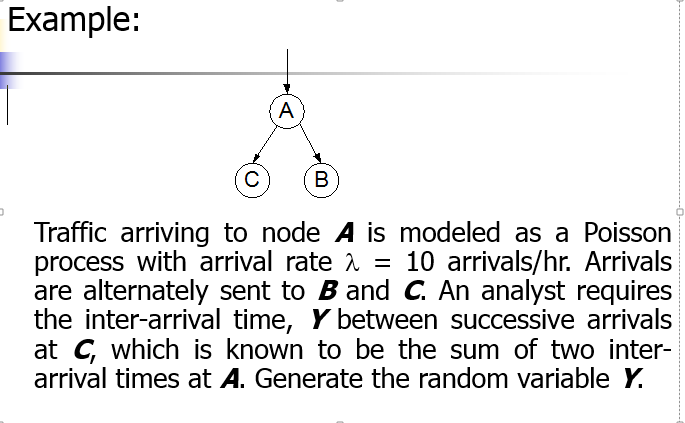 Example:
A
C B
Traffic arriving to node A is modeled as a Poisson
process with arrival rate λ = 10 arrivals/hr. Arrivals
are alternately sent to B and C. An analyst requires
the inter-arrival time, Y between successive arrivals
at C, which is known to be the sum of two inter-
arrival times at A. Generate the random variable Y.